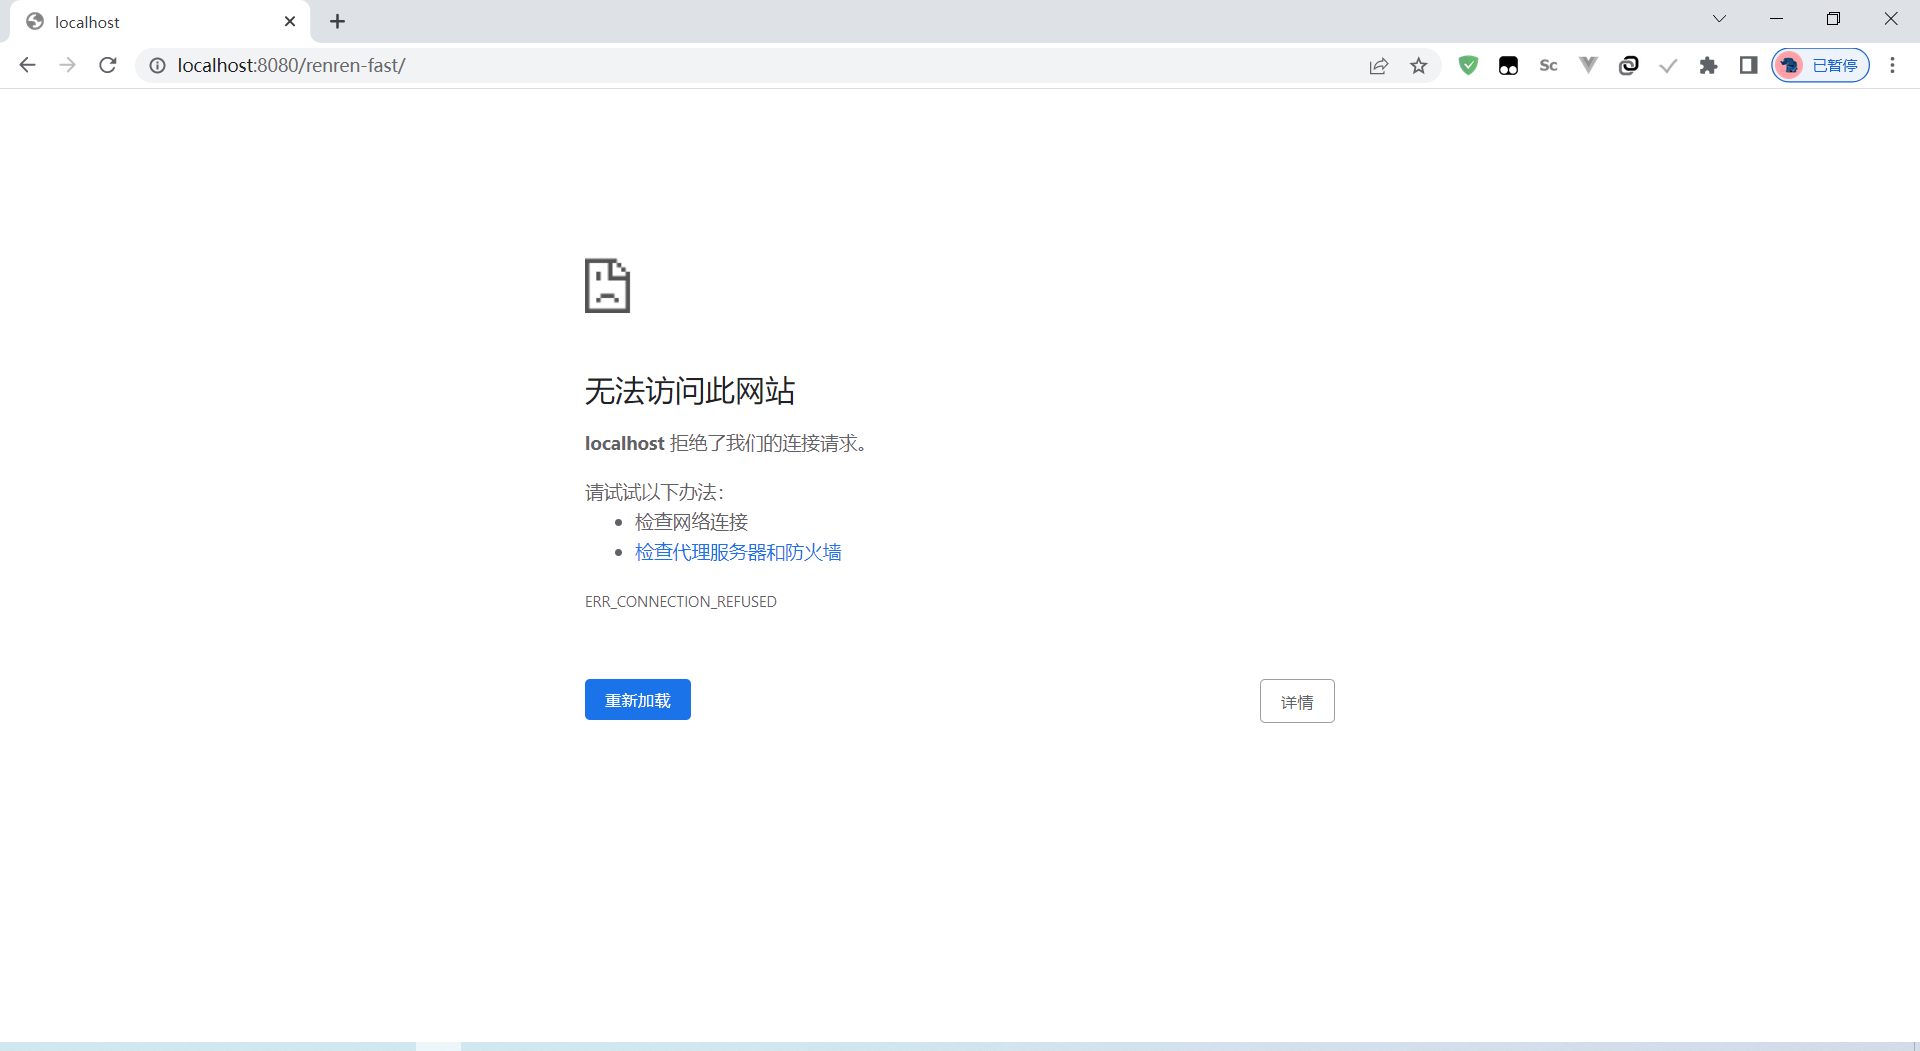 localhost
localhost:8080/renren-fast/
Sc
已暂停
无法访问此网站
localhost 拒绝了我们的连接请求。
请试试以下办法：
检查网络连接
检查代理服务器和防火墙
ERR_CONNECTION_REFUSED
重新加载
详情